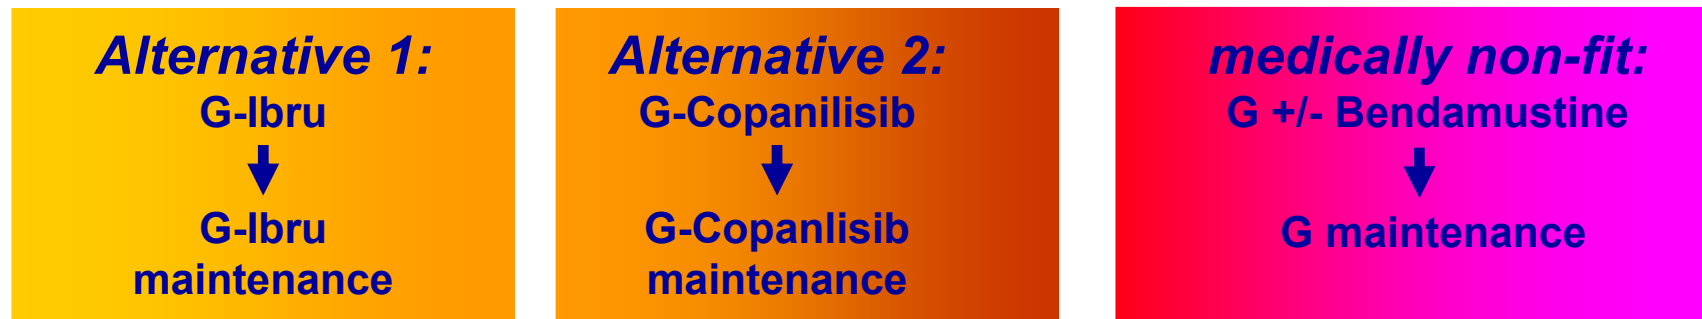 Alternative 1:
G-Ibru
G-Ibru
maintenance
Alternative 2:
G-Copanilisib
G-Copanlisib
maintenance
medically non-fit:
G +/- Bendamustine
G maintenance